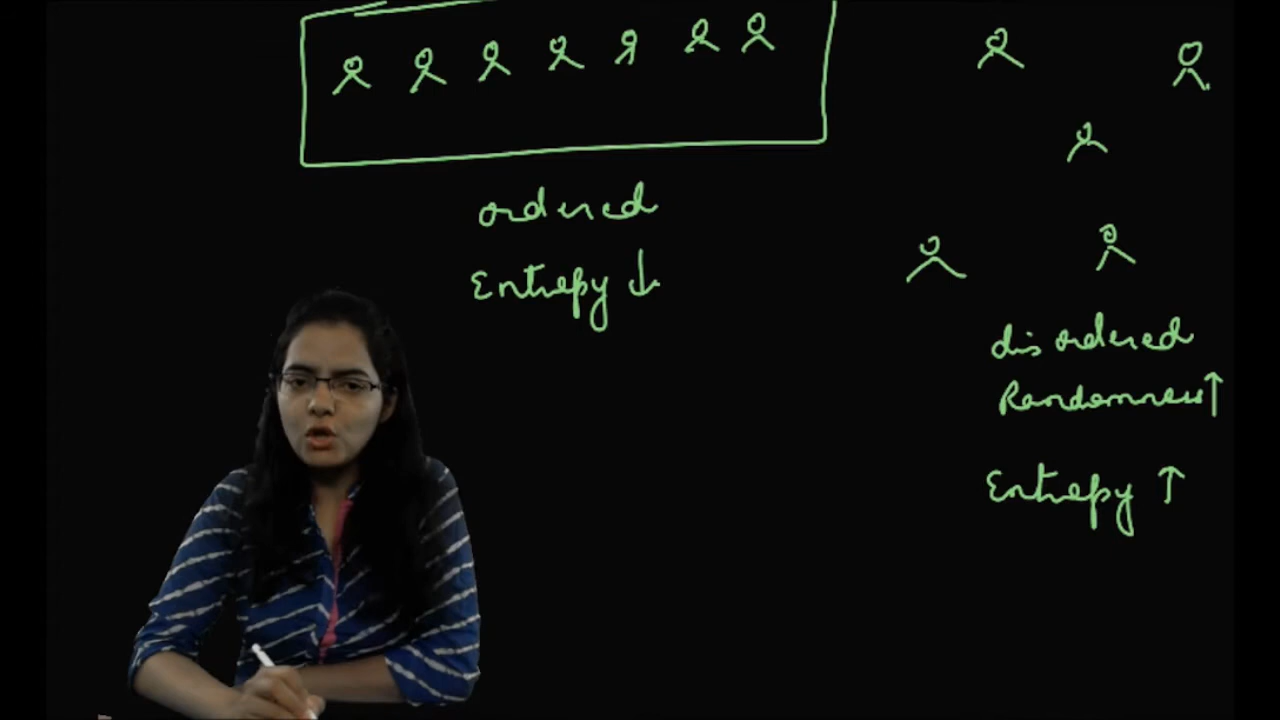 ordered
Entropy ↓
disordered
Randomness ↑
Entropy ↑